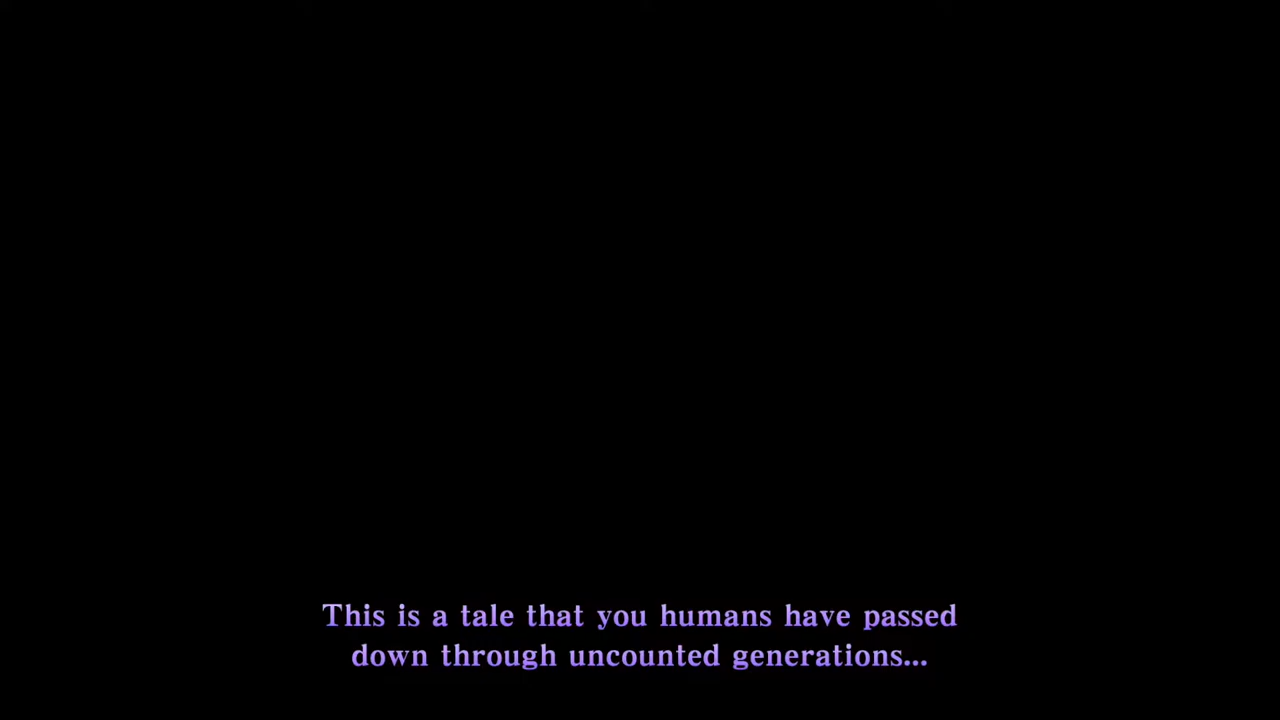 This is a tale that you humans have passed
down through uncounted generations...